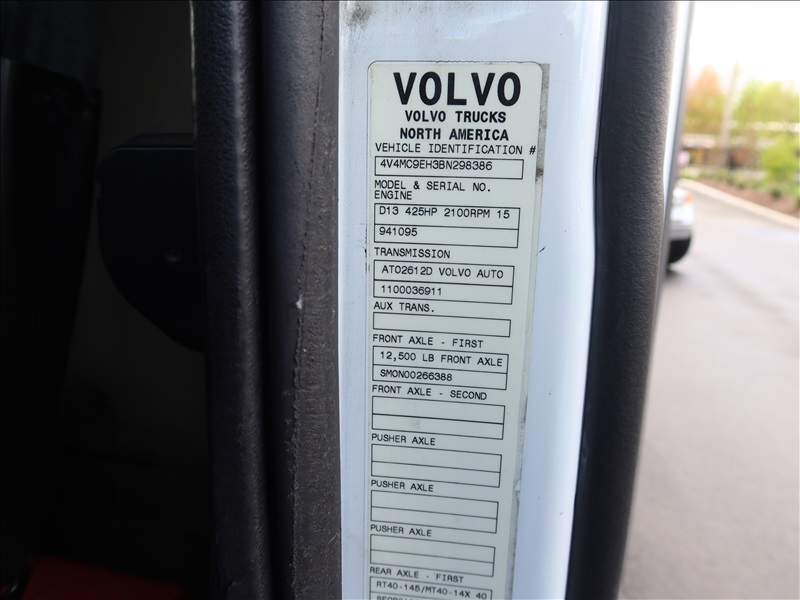 VOLVO
VOLVO TRUCKS
NORTH AMERICA
VEHICLE IDENTIFICATION #
4V4MC9EH3BN298386
MODEL & SERIAL NO.
ENGINE
D13 425HP 2100RPM 15
941095
TRANSMISSION
ATO2612D VOLVO AUTO
1100036911
AUX TRANS.
FRONT AXLE - FIRST
12,500 LB FRONT AXLE
SMON00266388
FRONT AXLE - SECOND
PUSHER AXLE
PUSHER AXLE
PUSHER AXLE
REAR AXLE - FIRST
RT40-145/MT40-14X 40